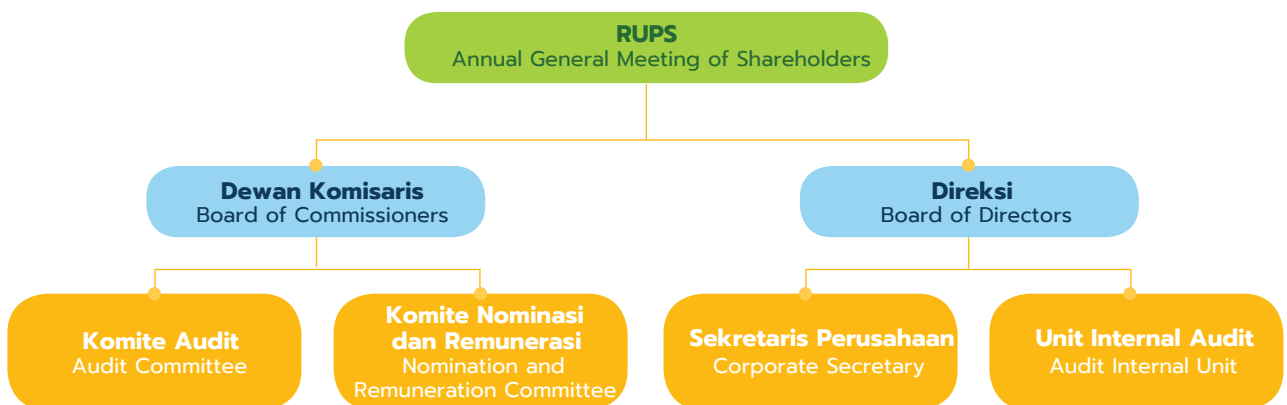 RUPS
Annual General Meeting of Shareholders
Dewan Komisaris
Board of Commissioners
Direksi
Board of Directors
Komite Audit
Audit Committee
Komite Nominasi
dan Remunerasi
Nomination and
Remuneration Committee
Sekretaris Perusahaan
Corporate Secretary
Unit Internal Audit
Audit Internal Unit